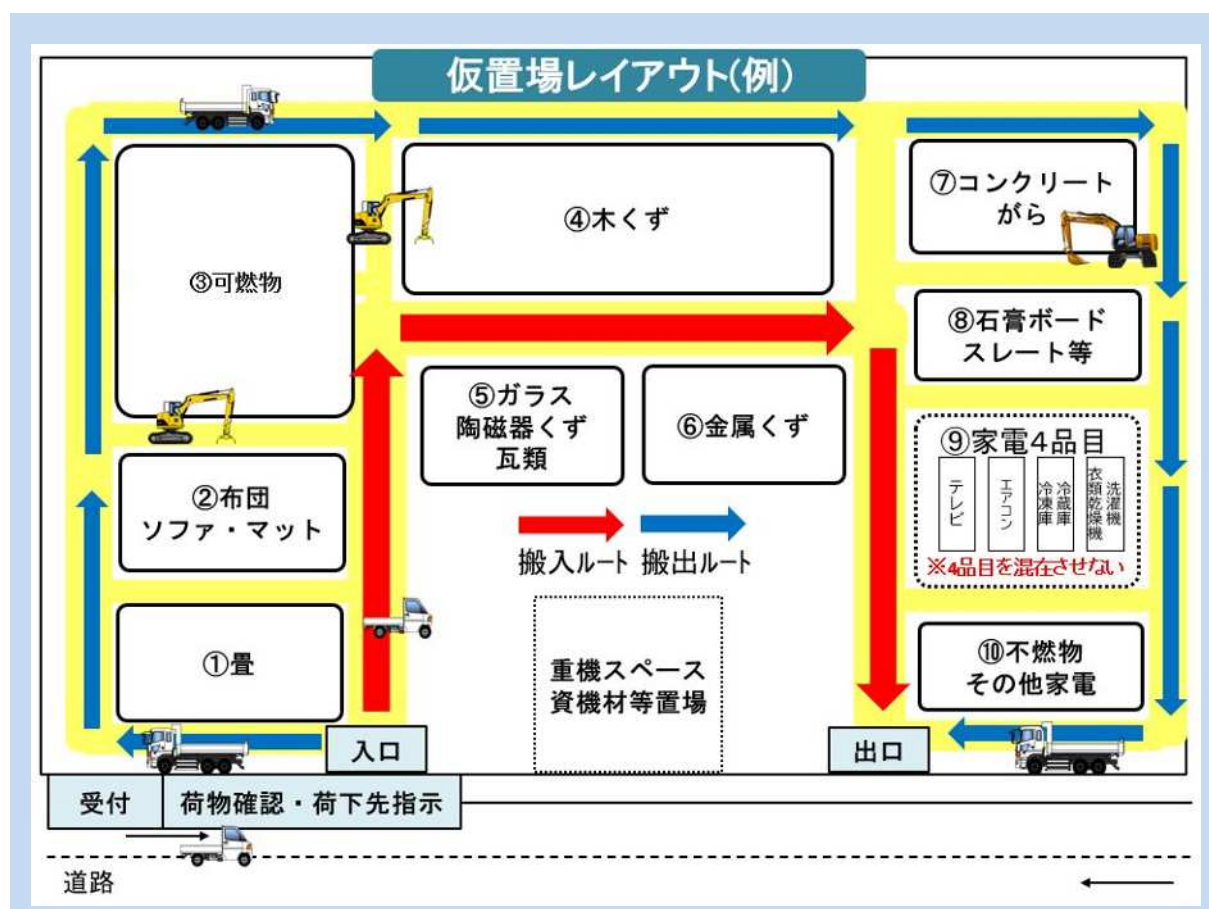 仮置場レイアウト(例)
③可燃物
④木くず
⑦コンクリート
がら
⑧石膏ボード
スレート等
⑤ガラス
陶磁器くず
瓦類
⑥金属くず
②布団
ソファ・マット
⑨家電4品目
テレビ
エアコン
冷蔵庫
冷凍庫
洗濯機
衣類乾燥機
※4品目を混在させない
搬入ルート
搬出ルート
①畳
重機スペース
資機材等置場
⑩不燃物
その他家電
入口
出口
受付
荷物確認・荷下先指示
道路